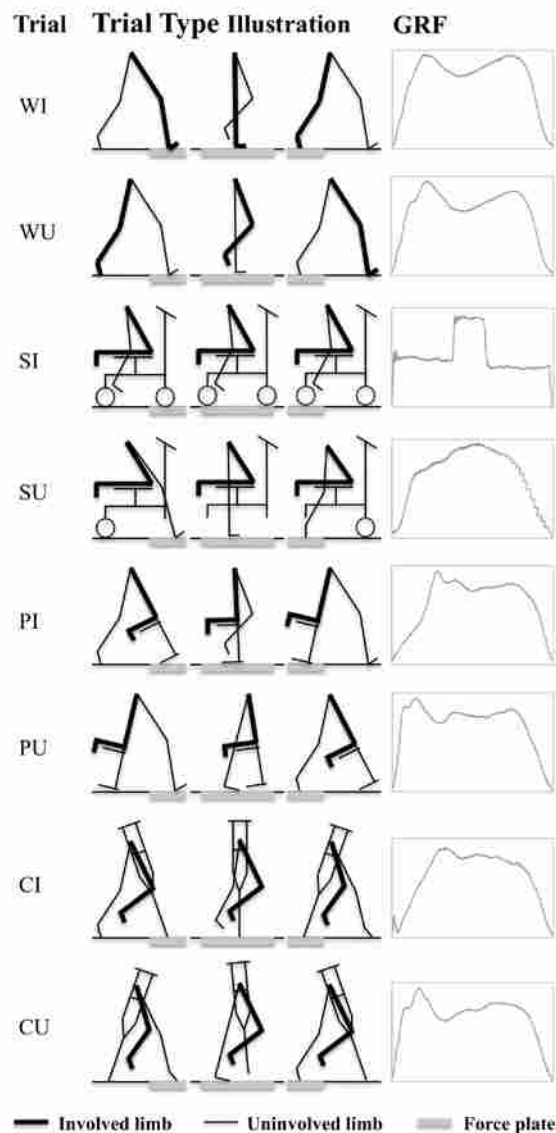 Trial Trial Type Illustration GRF
WI
WU
SI
SU
PI
PU
CI
CU
Involved limb Uninvolved limb Force plate